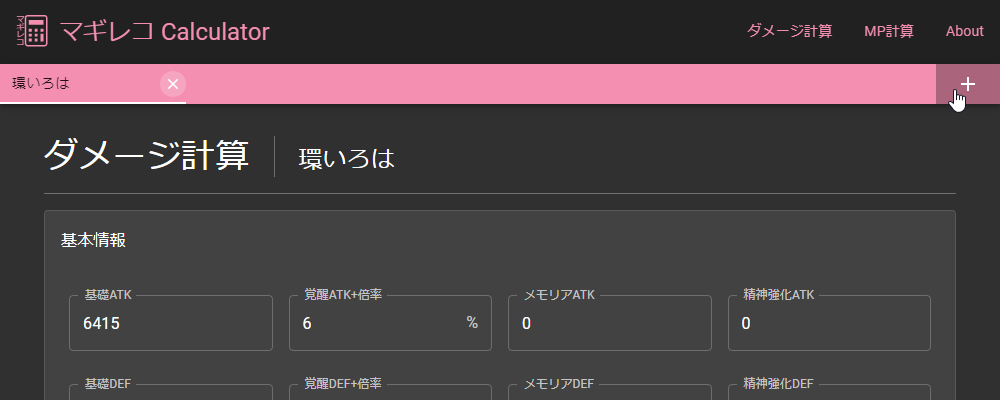 マギレコ
マギレコ Calculator
ダメージ計算 MP計算 About
環いろは
ダメージ計算 環いろは
基本情報
基礎ATK 覚醒ATK+倍率 メモリアATK 精神強化ATK
6415 6 % 0 0
基礎DEF 覚醒DEF+倍率 メモリアDEF 精神強化DEF